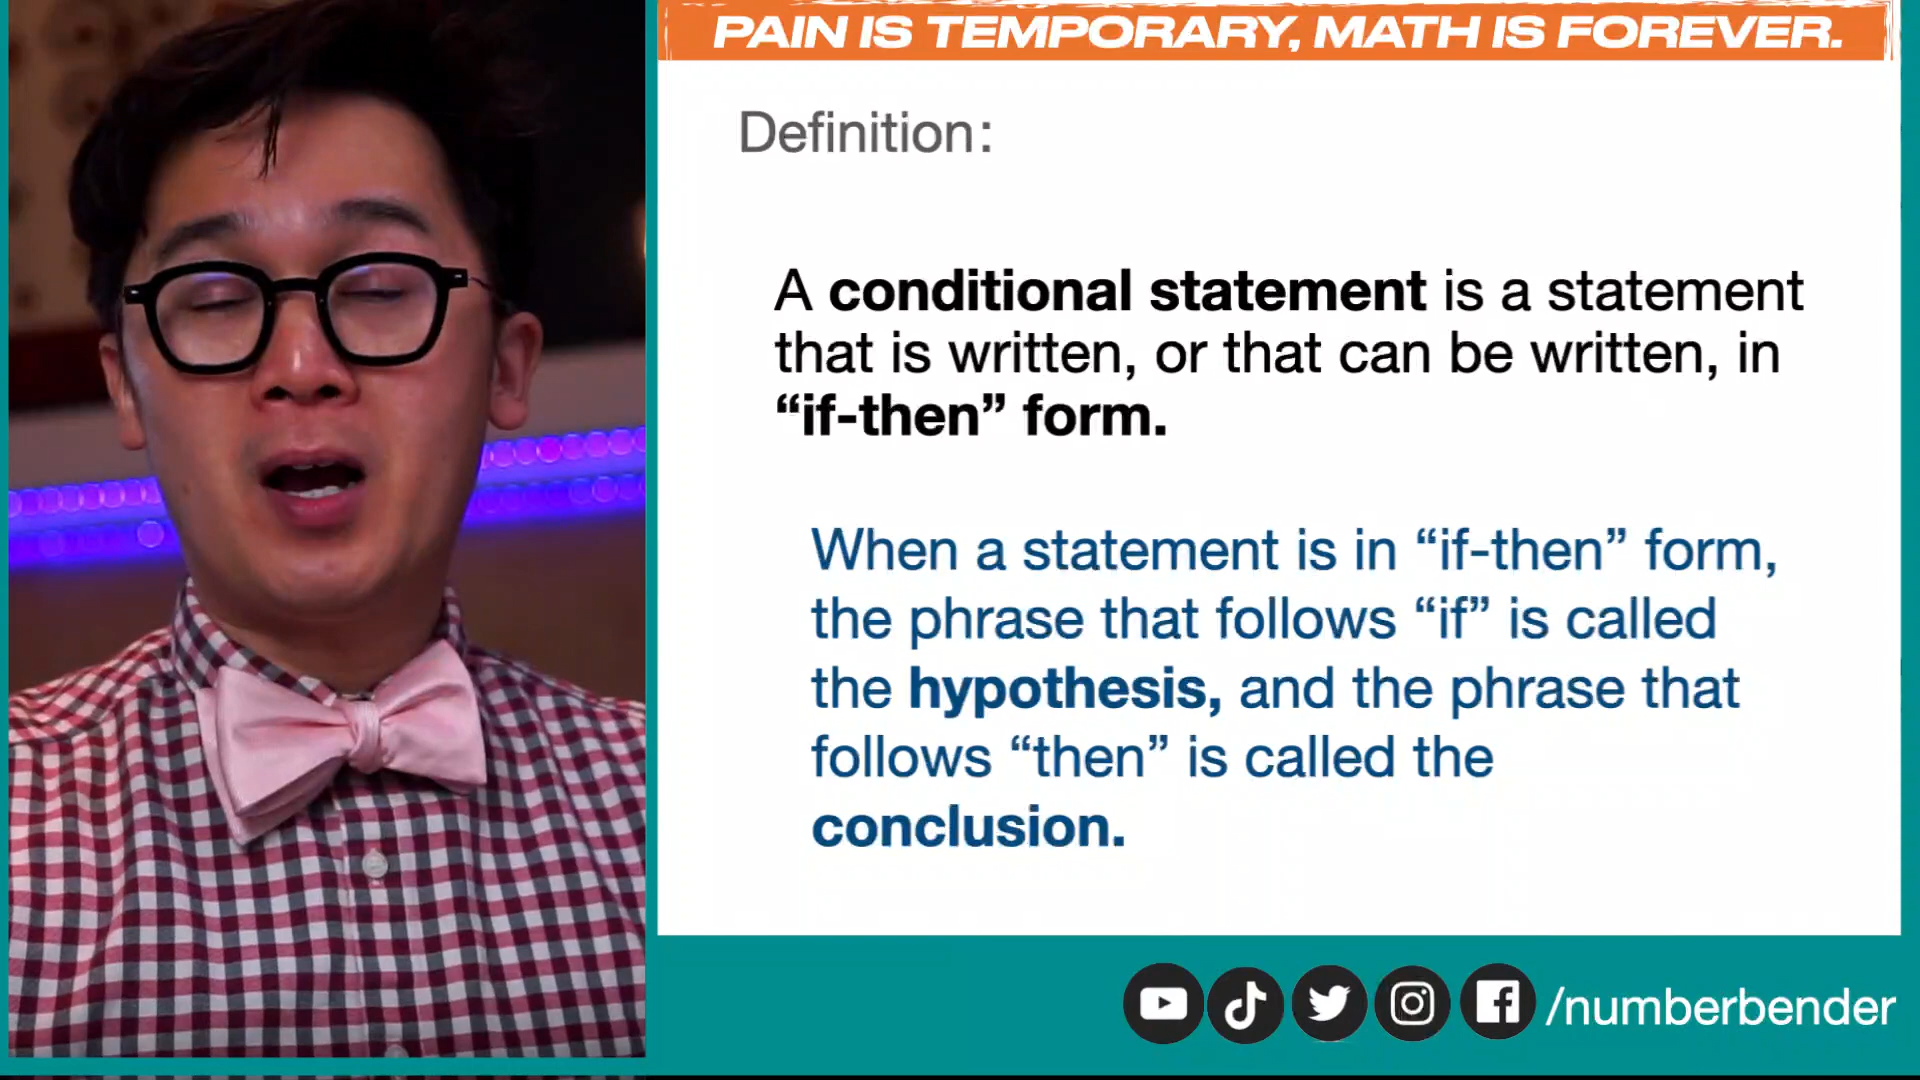 PAIN IS TEMPORARY, MATH IS FOREVER.
Definition:
A conditional statement is a statement
that is written, or that can be written, in
“if-then” form.
When a statement is in “if-then” form,
the phrase that follows “if” is called
the hypothesis, and the phrase that
follows “then” is called the
conclusion.
/numberbender